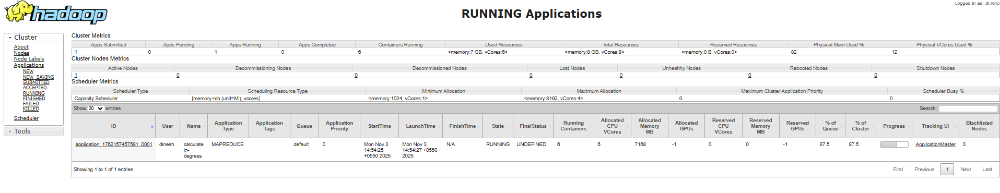 Logged in as: dr.who
hadoop
RUNNING Applications
Cluster
About
Nodes
Node Labels
Applications
NEW
NEW_SAVING
SUBMITTED
ACCEPTED
RUNNING
FINISHED
FAILED
KILLED
Scheduler
Tools
Cluster Metrics
Apps Submitted Apps Pending Apps Running Apps Completed Containers Running Used Resources Total Resources Reserved Resources Physical Mem Used % Physical VCores Used %
1 0 1 0 6 <memory:7 GB, vCores:6> <memory:8 GB, vCores:8> <memory:0 B, vCores:0> 82 12
Cluster Nodes Metrics
Active Nodes Decommissioning Nodes Decommissioned Nodes Lost Nodes Unhealthy Nodes Rebooted Nodes Shutdown Nodes
1 0 0 0 0 0 0
Scheduler Metrics
Scheduler Type Scheduling Resource Type Minimum Allocation Maximum Allocation Maximum Cluster Application Priority Scheduler Busy %
Capacity Scheduler [memory-mb (unit=Mi), vcores] <memory:1024, vCores:1> <memory:8192, vCores:4> 0 0
Show 20 entries Search:
ID User Name Application Type Application Tags Queue Application Priority StartTime LaunchTime FinishTime State FinalStatus Running Containers Allocated CPU VCores Allocated Memory MB Allocated GPUs Reserved CPU VCores Reserved Memory MB Reserved GPUs % of Queue % of Cluster Progress Tracking UI Blacklisted Nodes
application_1762157457581_0001 dinesh calculate in-degrees MAPREDUCE default 0 Mon Nov 3 14:54:25 +0550 2025 Mon Nov 3 14:54:27 +0550 2025 N/A RUNNING UNDEFINED 6 6 7168 -1 0 0 -1 87.5 87.5 ApplicationMaster 0
Showing 1 to 1 of 1 entries First Previous 1 Next Last